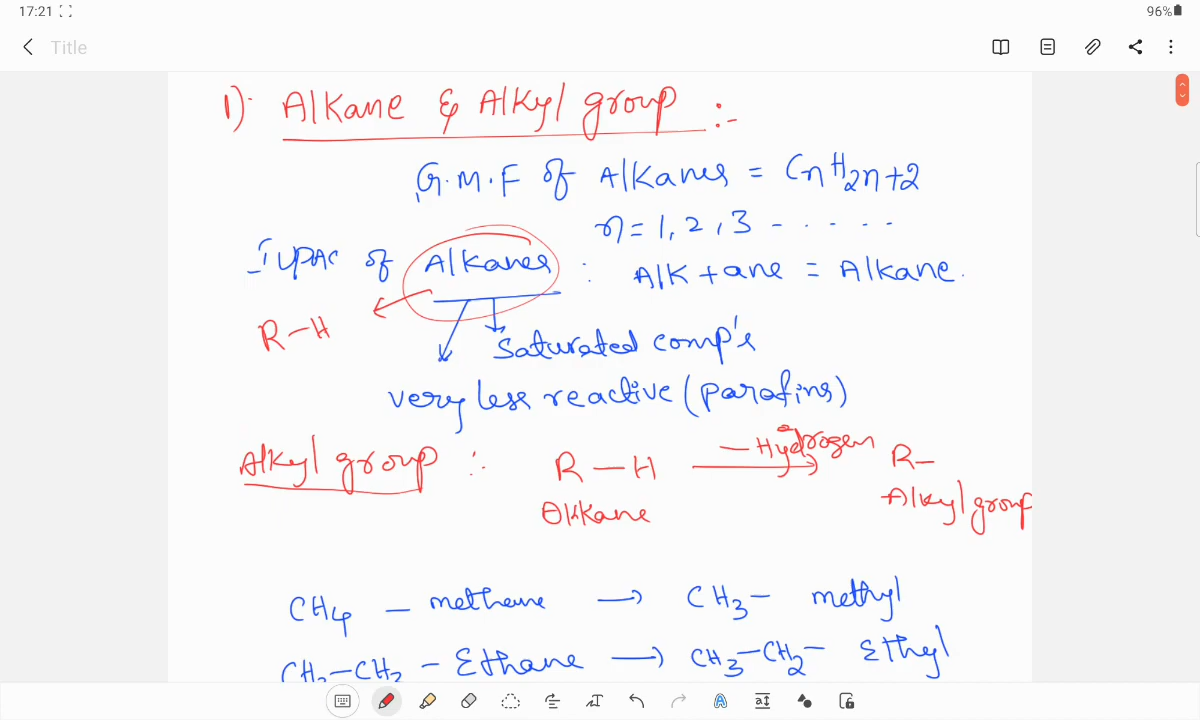 17:21
96%
Title
1) Alkane & Alkyl group :-
G.M.F of Alkanes = CnH2n+2
n = 1, 2, 3 - - - - - -
IUPAC of Alkanes : Alk + ane = Alkane.
R-H
Saturated comp's
very less reactive (parafins)
Alkyl group : R-H -Hydrogen R-
Alkane Alkyl group
CH4 - methane → CH3- methyl
CH3-CH3 - Ethane → CH3-CH2- Ethyl